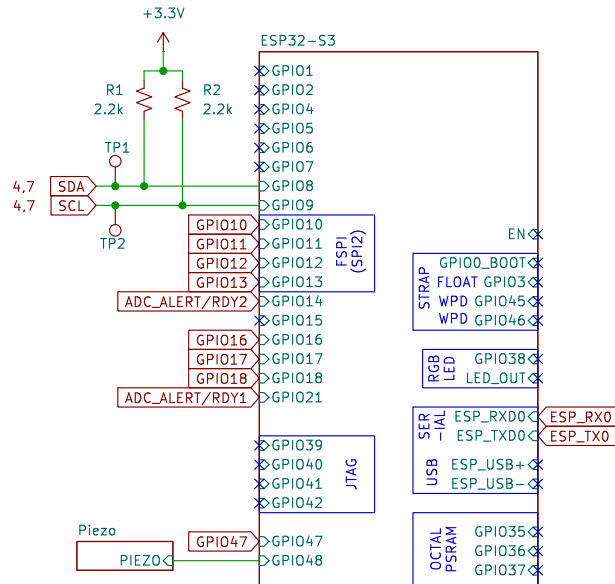 +3.3V
ESP32-S3
R1
2.2k
R2
2.2k
TP1
TP2
4,7 SDA
4,7 SCL
GPIO1
GPIO2
GPIO4
GPIO5
GPIO6
GPIO7
GPIO8
GPIO9
GPIO10 GPIO10
GPIO11 GPIO11
GPIO12 GPIO12
GPIO13 GPIO13
FSPI
(SPI2)
ADC_ALERT/RDY2 GPIO14
GPIO15
GPIO16 GPIO16
GPIO17 GPIO17
GPIO18 GPIO18
ADC_ALERT/RDY1 GPIO21
GPIO39
GPIO40
GPIO41
GPIO42
JTAG
GPIO47 GPIO47
Piezo
PIEZO GPIO48
EN
STRAP
GPIO0_BOOT
FLOAT GPIO3
WPD GPIO45
WPD GPIO46
RGB
LED
GPIO38
LED_OUT
SER
-IAL
ESP_RXD0 ESP_RX0
ESP_TXD0 ESP_TX0
USB
ESP_USB+
ESP_USB-
OCTAL
PSRAM
GPIO35
GPIO36
GPIO37